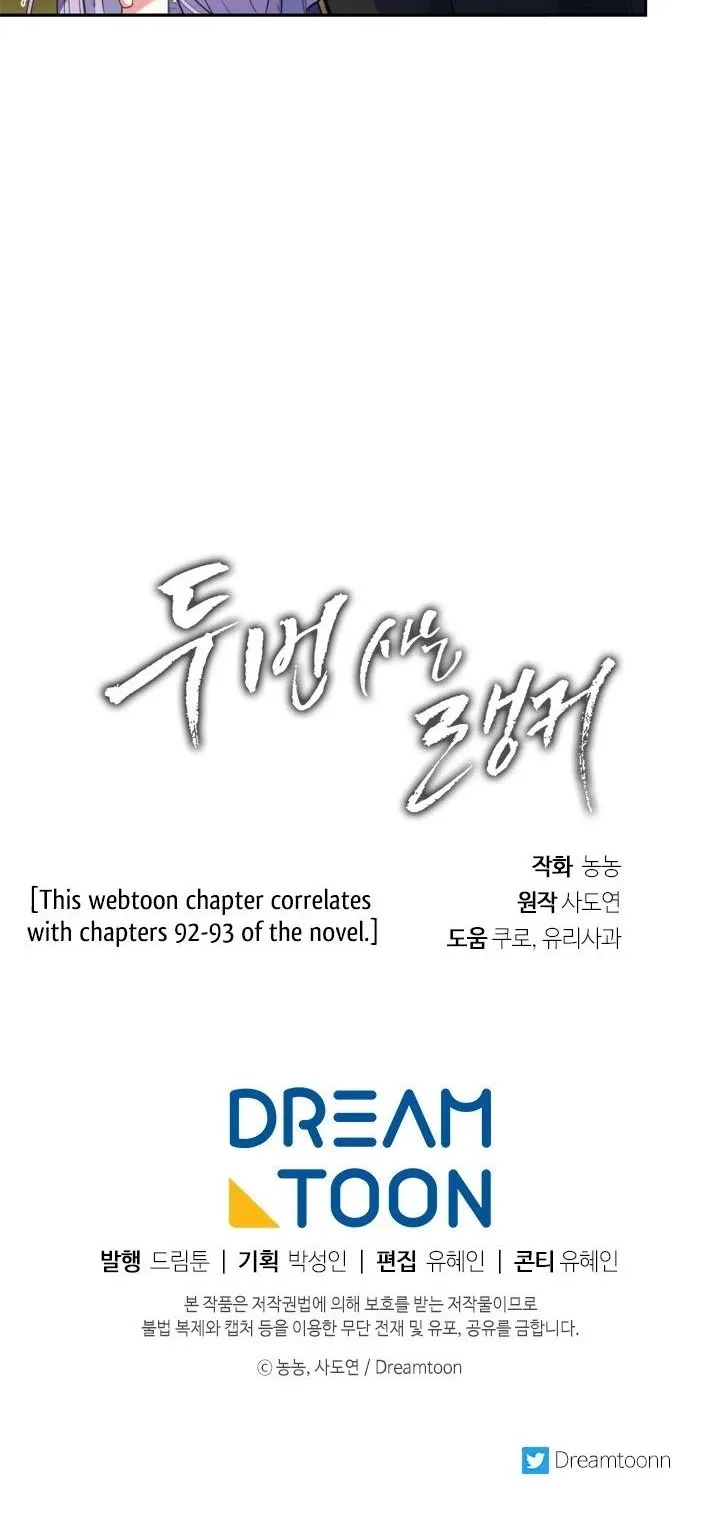 두번 사는
랭커
작화 농농
원작 사도연
도움 쿠로, 유리사과
[This webtoon chapter correlates
with chapters 92-93 of the novel.]
DREAM
TOON
발행 드림툰 | 기획 박성인 | 편집 유혜인 | 콘티 유혜인
본 작품은 저작권법에 의해 보호를 받는 저작물이므로
불법 복제와 캡처 등을 이용한 무단 전재 및 유포, 공유를 금합니다.
ⓒ 농농, 사도연 / Dreamtoon
Dreamtoonn